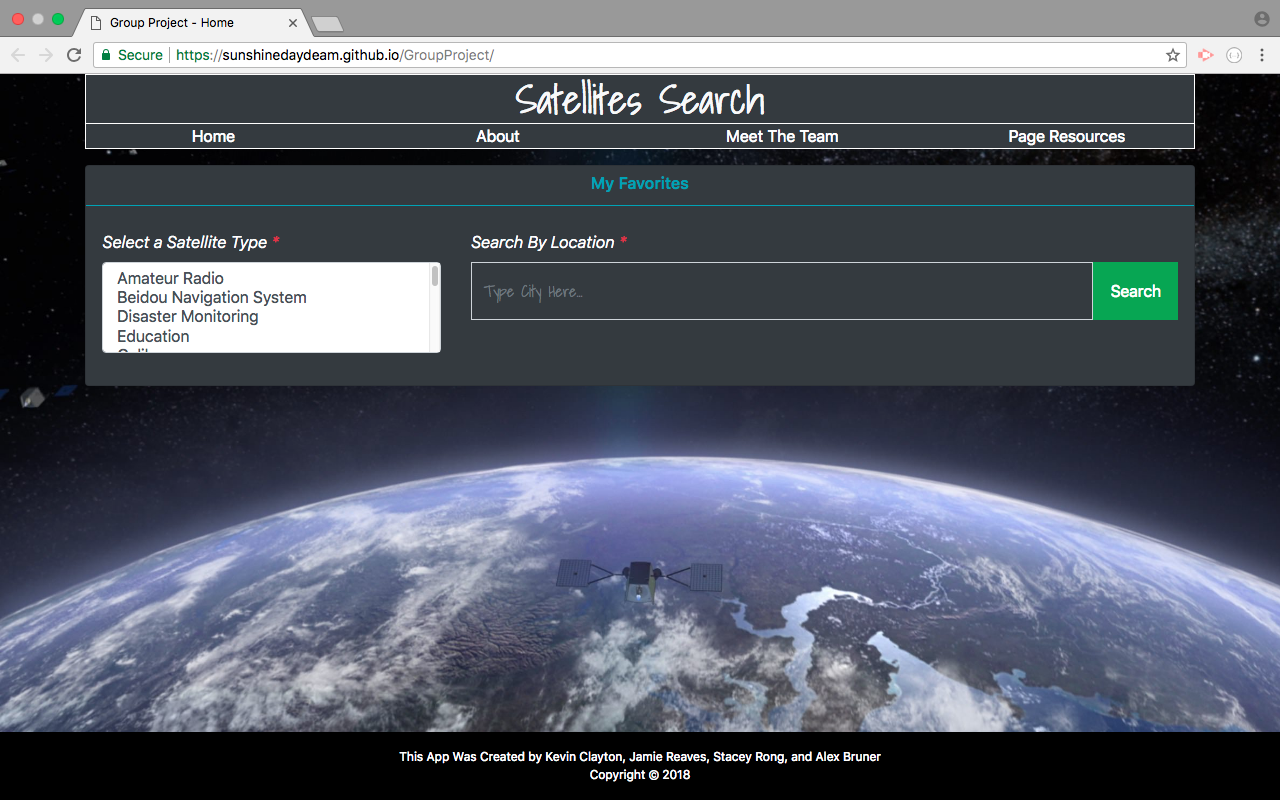 Group Project - Home
Secure https://sunshinedaydeam.github.io/GroupProject/
Satellites Search
Home About Meet The Team Page Resources
My Favorites
Select a Satellite Type *
Search By Location *
Amateur Radio
Beidou Navigation System
Disaster Monitoring
Education
Type City Here...
Search
This App Was Created by Kevin Clayton, Jamie Reaves, Stacey Rong, and Alex Bruner
Copyright © 2018